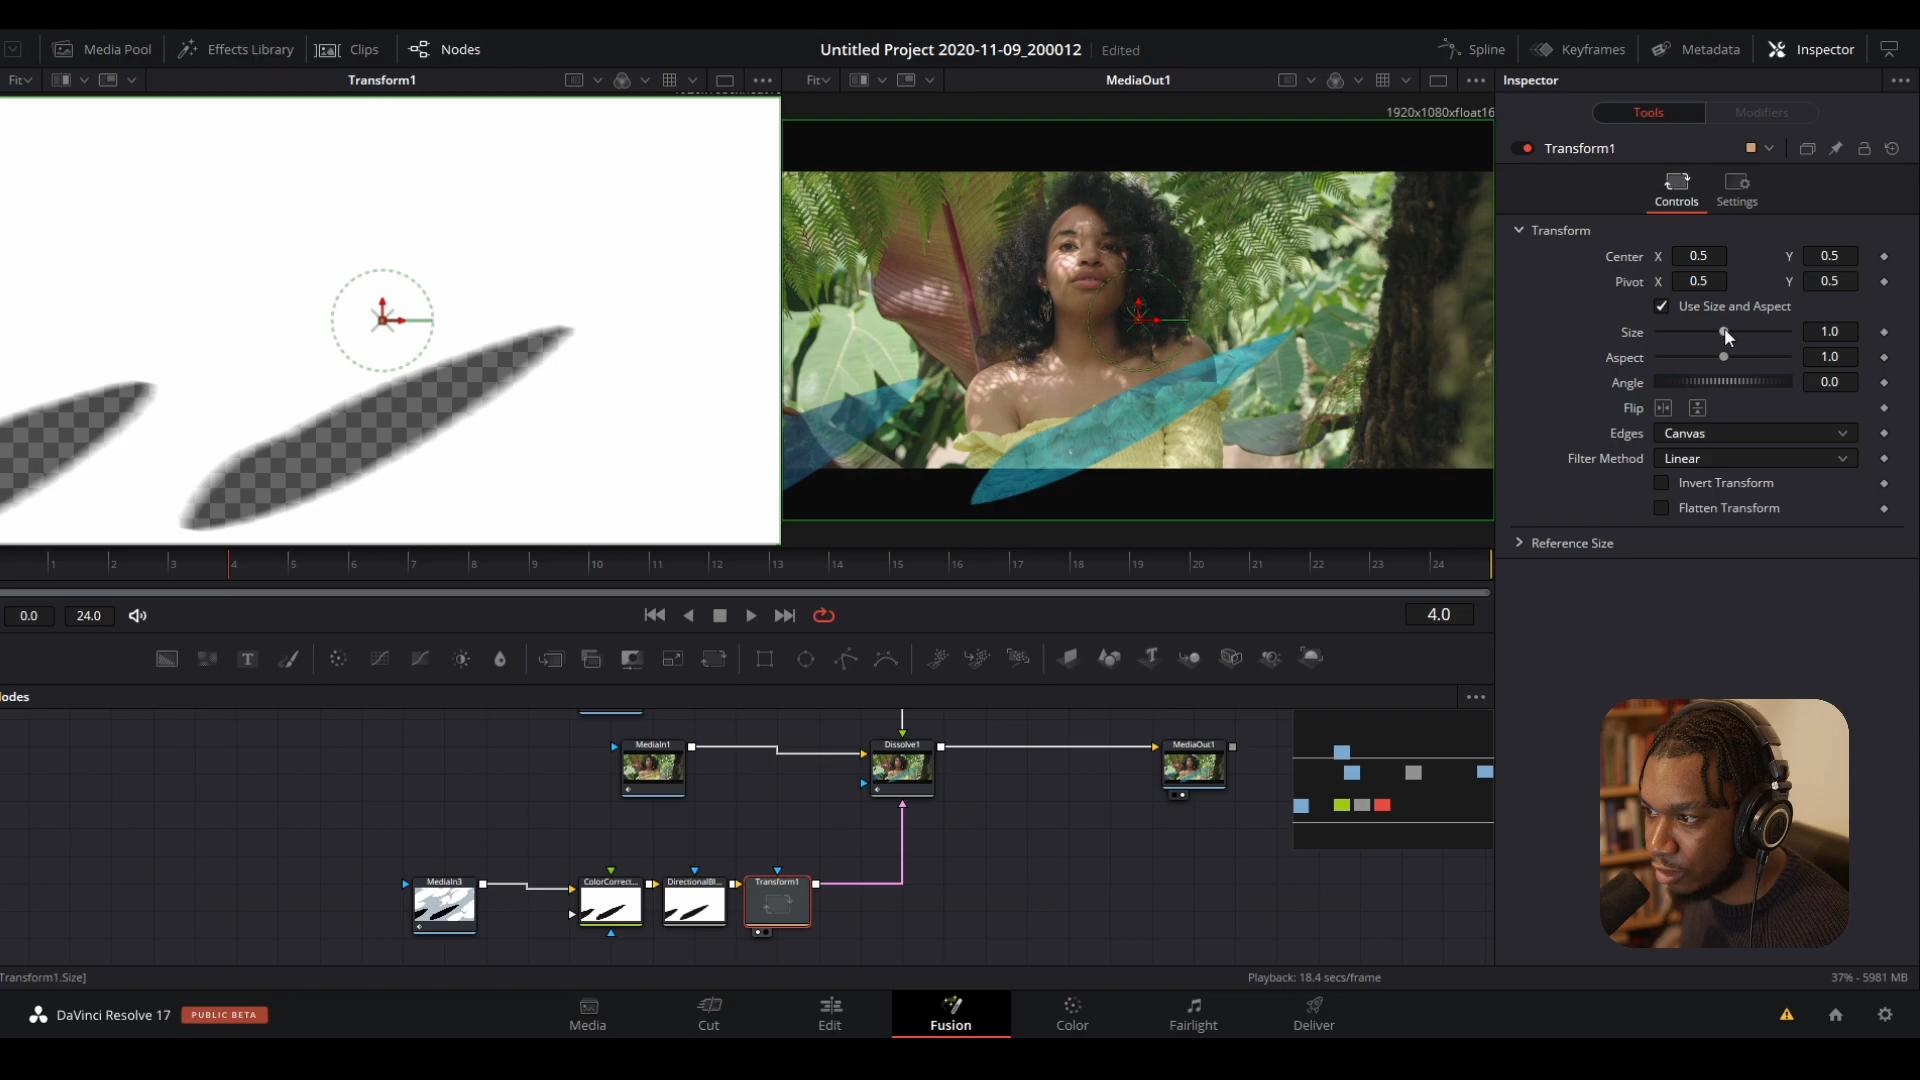 Media Pool Effects Library Clips Nodes Untitled Project 2020-11-09_200012 Edited Spline Keyframes Metadata Inspector
Fit Transform1 Fit MediaOut1 Inspector
1920x1080xfloat16
Tools Modifiers
Transform1
Controls Settings
Transform
Center X 0.5 Y 0.5
Pivot X 0.5 Y 0.5
Use Size and Aspect
Size 1.0
Aspect 1.0
Angle 0.0
Flip
Edges Canvas
Filter Method Linear
Invert Transform
Flatten Transform
Reference Size
1 2 3 4 5 6 7 8 9 10 11 12 13 14 15 16 17 18 19 20 21 22 23 24
0.0 24.0 4.0
T
odes
MediaIn1 Dissolve1 MediaOut1
MediaIn3 ColorCorrect... DirectionalBl... Transform1
Transform1.Size] Playback: 18.4 secs/frame 37% - 5981 MB
DaVinci Resolve 17 PUBLIC BETA Media Cut Edit Fusion Color Fairlight Deliver